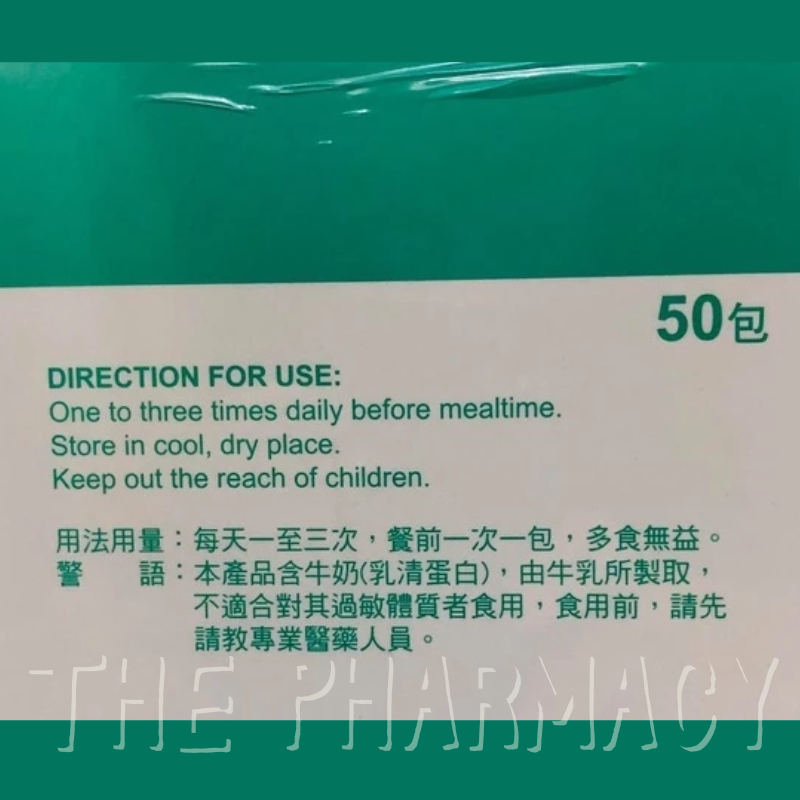 50包
DIRECTION FOR USE:
One to three times daily before mealtime.
Store in cool, dry place.
Keep out the reach of children.
用法用量：每天一至三次，餐前一次一包，多食無益。
警　　語：本產品含牛奶(乳清蛋白)，由牛乳所製取，
不適合對其過敏體質者食用，食用前，請先
請教專業醫藥人員。
THE PHARMACY